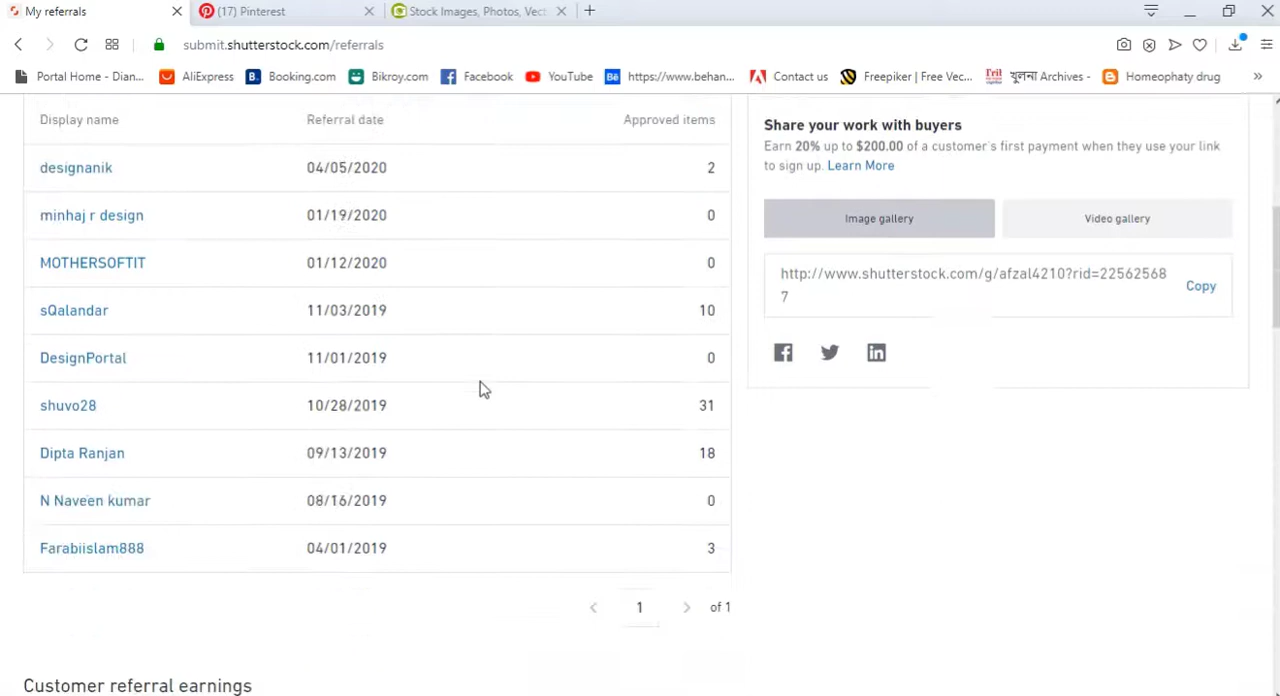 My referrals
(17) Pinterest
Stock Images, Photos, Vect
submit.shutterstock.com/referrals
Portal Home - Dian...
AliExpress
B.
Booking.com
Bikroy.com
Facebook
YouTube
Bē
https://www.behan...
Contact us
Freepiker | Free Vec...
খুলনা Archives -
Homeophaty drug
»
Display name
Referral date
Approved items
designanik
04/05/2020
2
minhaj r design
01/19/2020
0
MOTHERSOFTIT
01/12/2020
0
sQalandar
11/03/2019
10
DesignPortal
11/01/2019
0
shuvo28
10/28/2019
31
Dipta Ranjan
09/13/2019
18
N Naveen kumar
08/16/2019
0
Farabiislam888
04/01/2019
3
1
of 1
Customer referral earnings
Share your work with buyers
Earn 20% up to $200.00 of a customer's first payment when they use your link
to sign up. Learn More
Image gallery
Video gallery
http://www.shutterstock.com/g/afzal4210?rid=22562568
7
Copy